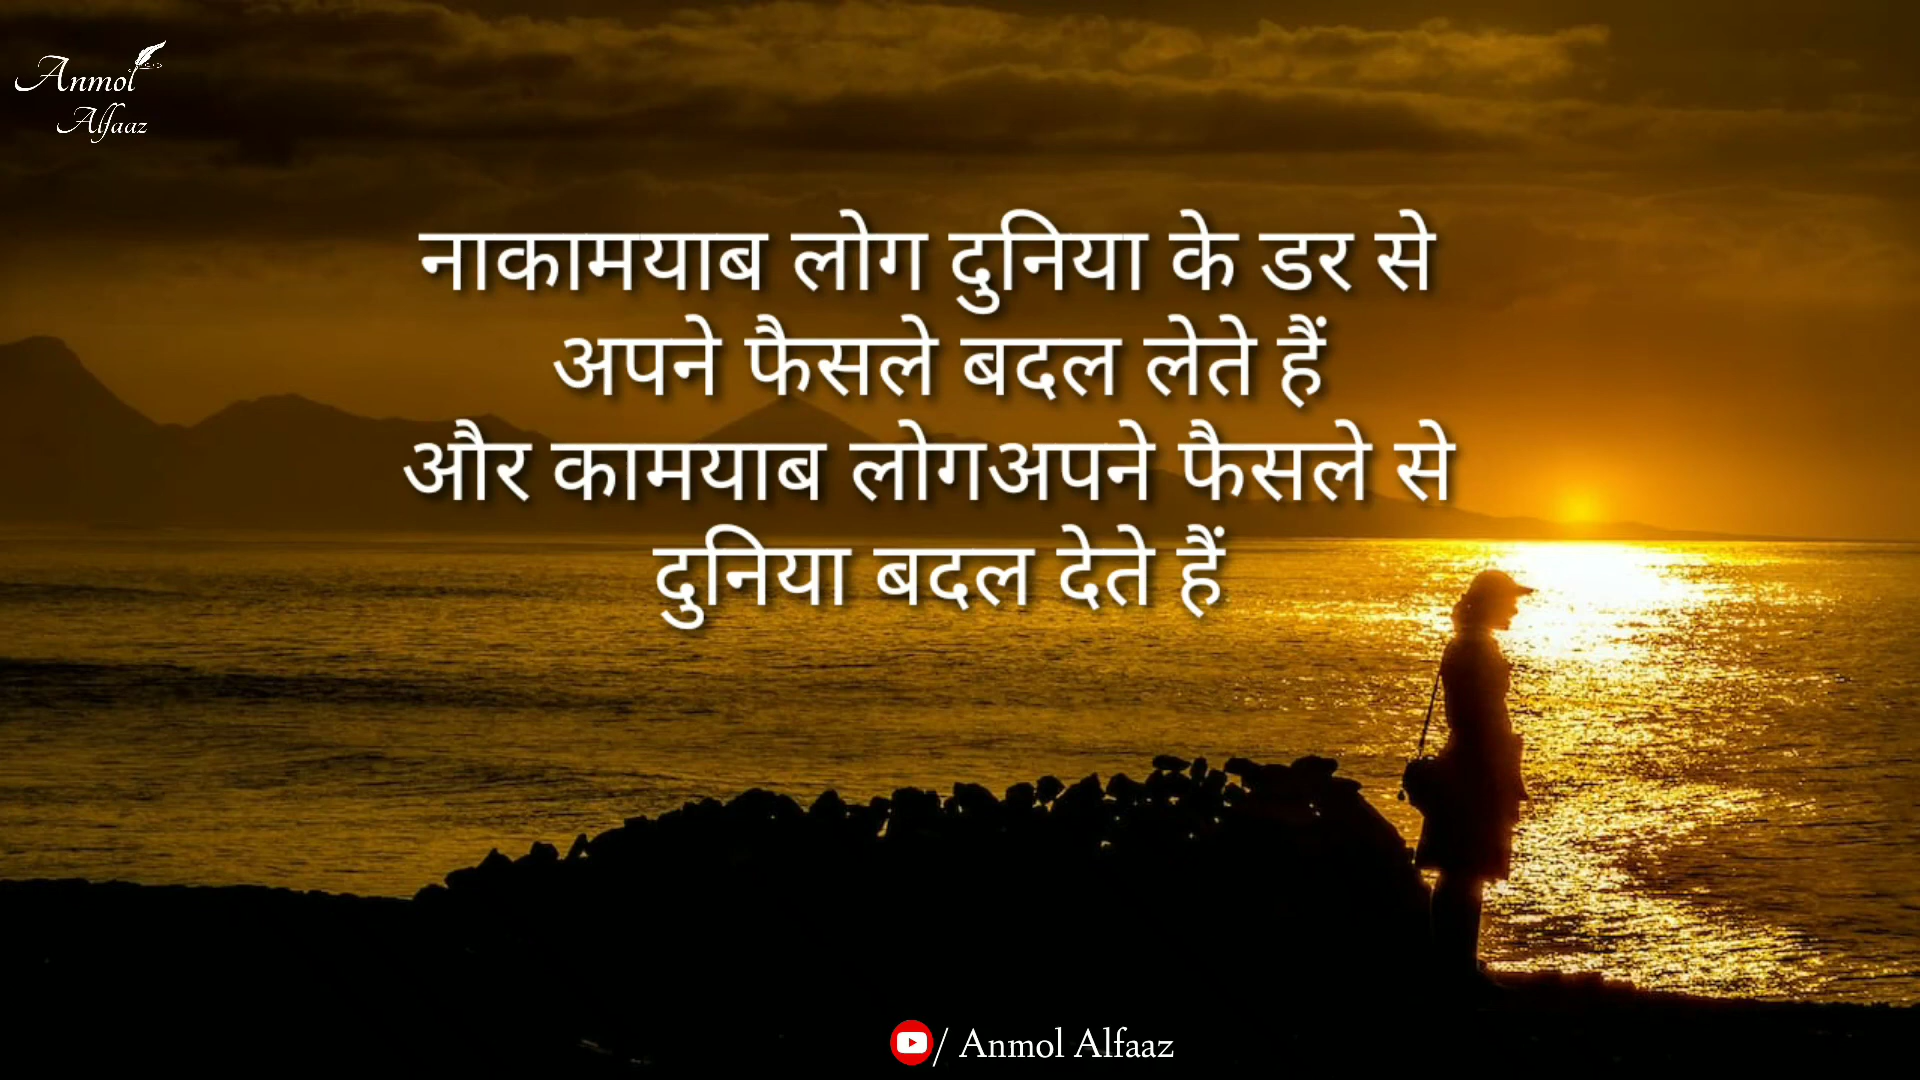 Anmol
Alfaaz
नाकामयाब लोग दुनिया के डर से
अपने फैसले बदल लेते हैं
और कामयाब लोगअपने फैसले से
दुनिया बदल देते हैं
/ Anmol Alfaaz